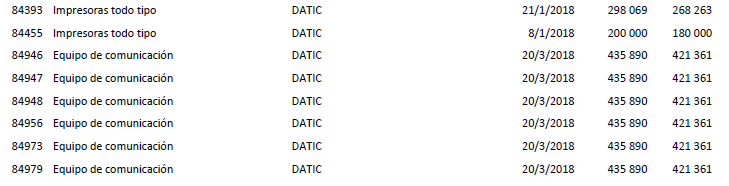 84393 Impresoras todo tipo DATIC 21/1/2018 298 069 268 263
84455 Impresoras todo tipo DATIC 8/1/2018 200 000 180 000
84946 Equipo de comunicación DATIC 20/3/2018 435 890 421 361
84947 Equipo de comunicación DATIC 20/3/2018 435 890 421 361
84948 Equipo de comunicación DATIC 20/3/2018 435 890 421 361
84956 Equipo de comunicación DATIC 20/3/2018 435 890 421 361
84973 Equipo de comunicación DATIC 20/3/2018 435 890 421 361
84979 Equipo de comunicación DATIC 20/3/2018 435 890 421 361